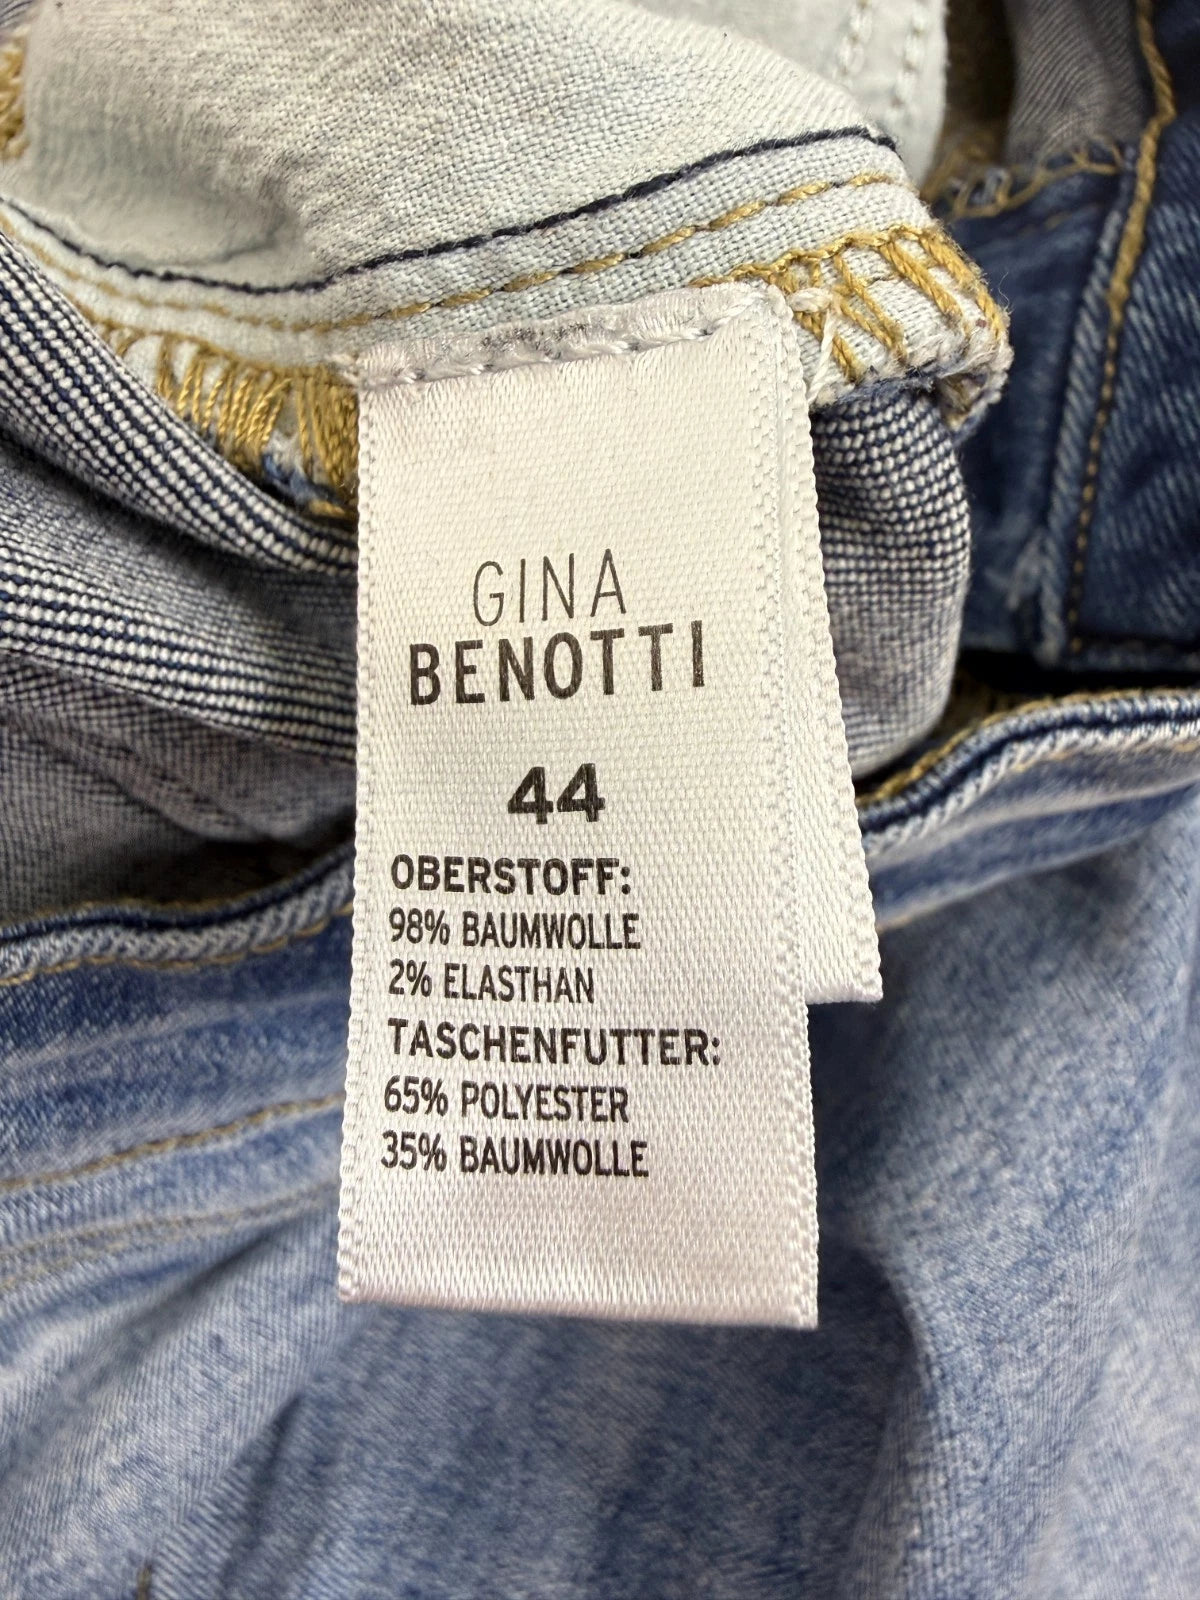 GINA
BENOTTI
44
OBERSTOFF:
98% BAUMWOLLE
2% ELASTHAN
TASCHENFUTTER:
65% POLYESTER
35% BAUMWOLLE